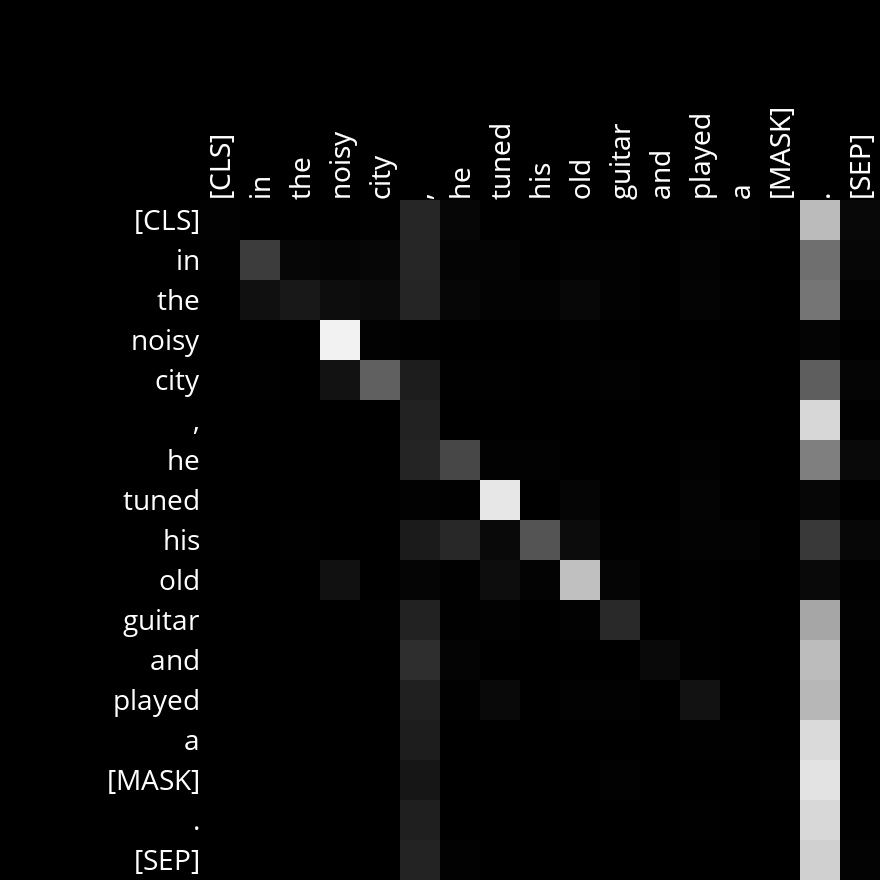 [CLS] in the noisy city , he tuned his old guitar and played a [MASK] . [SEP]
[CLS]
in
the
noisy
city
,
he
tuned
his
old
guitar
and
played
a
[MASK]
.
[SEP]